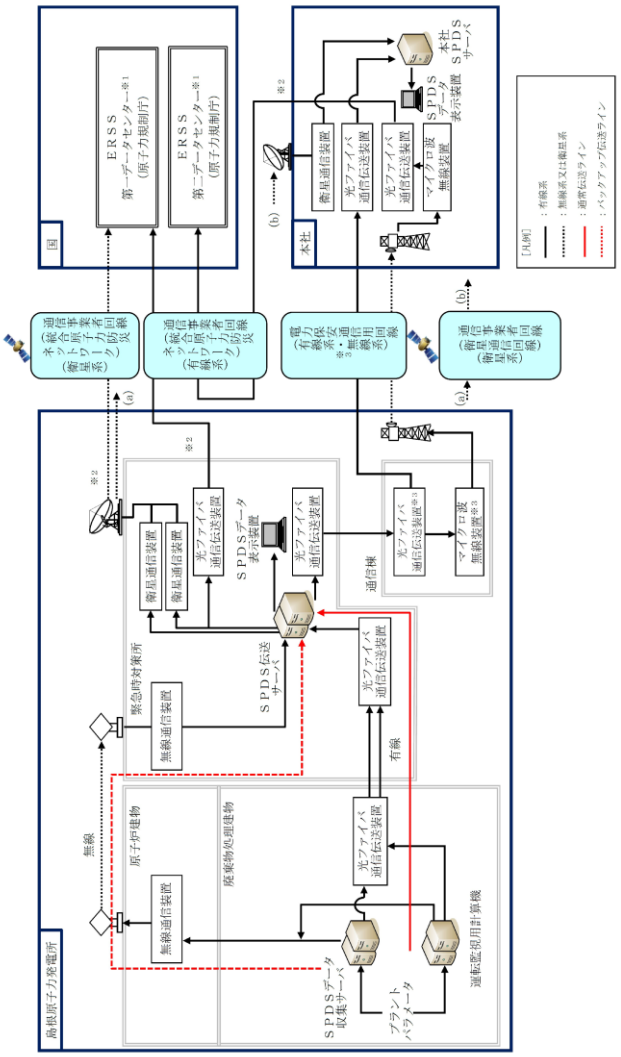 島根原子力発電所
原子炉建物
無線
無線通信装置
廃棄物処理建物
SPDSデータ
収集サーバ
プラント
パラメータ
運転監視用計算機
光ファイバ
通信伝送装置
有線
緊急時対策所
無線通信装置
SPDS伝送
サーバ
光ファイバ
通信伝送装置
※2
(a)
衛星通信装置
衛星通信装置
光ファイバ
通信伝送装置
※2
SPDSデータ
表示装置
光ファイバ
通信伝送装置
通信棟
光ファイバ
通信伝送装置※3
マイクロ波
無線装置※3
通信事業者回線
(統合原子力防災
ネットワーク)
(衛星系)
通信事業者回線
(統合原子力防災
ネットワーク)
(有線系)
電力保安通信用回線
(有線系・無線系)
※3
(a)
通信事業者回線
(衛星通信回線)
(衛星系)
(b)
国
ERSS
第一データセンター※1
(原子力規制庁)
ERSS
第二データセンター※1
(原子力規制庁)
本社
(b)
※2
衛星通信装置
光ファイバ
通信伝送装置
光ファイバ
通信伝送装置
マイクロ波
無線装置
本社
SPDS
サーバ
SPDS
データ
表示装置
[凡例]
:有線系
:無線系又は衛星系
:通常伝送ライン
:バックアップ伝送ライン